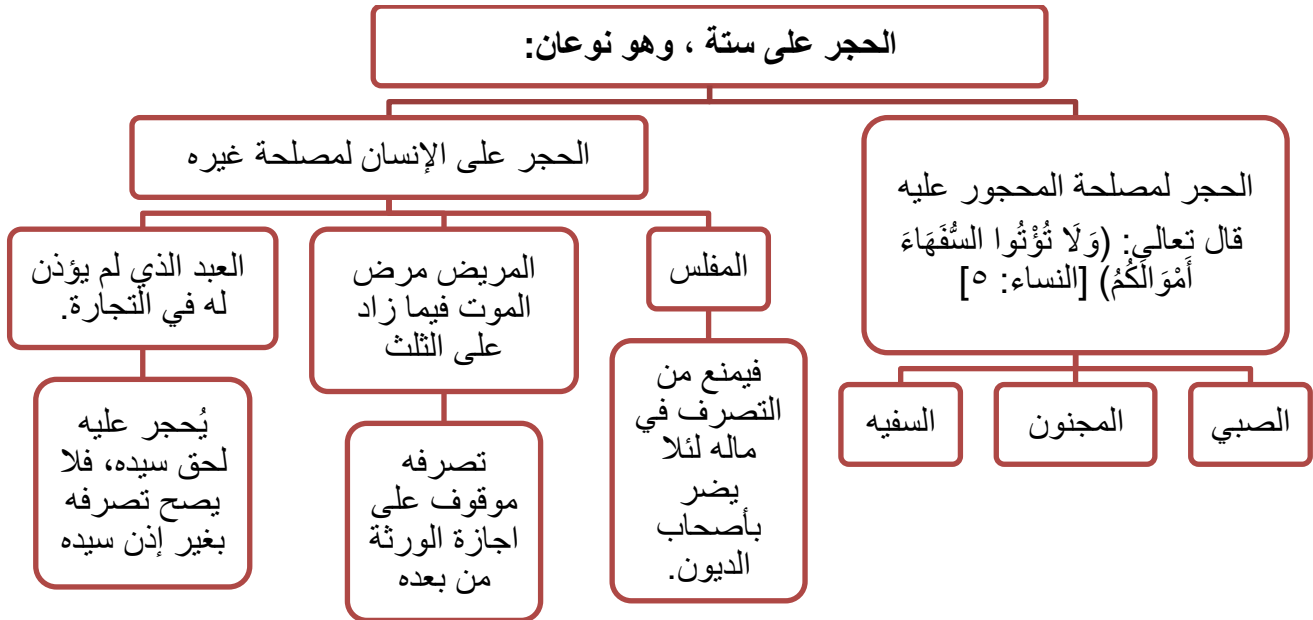 الحجر على ستة ، وهو نوعان:
الحجر لمصلحة المحجور عليه
قال تعالى: (وَلَا تُؤْتُوا السُّفَهَاءَ
أَمْوَالَكُمُ) [النساء: ٥]
الصبي
المجنون
السفيه
الحجر على الإنسان لمصلحة غيره
المفلس
فيمنع من
التصرف في
ماله لئلا
يضر
بأصحاب
الديون.
المريض مرض
الموت فيما زاد
على الثلث
تصرفه
موقوف على
اجازة الورثة
من بعده
العبد الذي لم يؤذن
له في التجارة.
يُحجر عليه
لحق سيده، فلا
يصح تصرفه
بغير إذن سيده